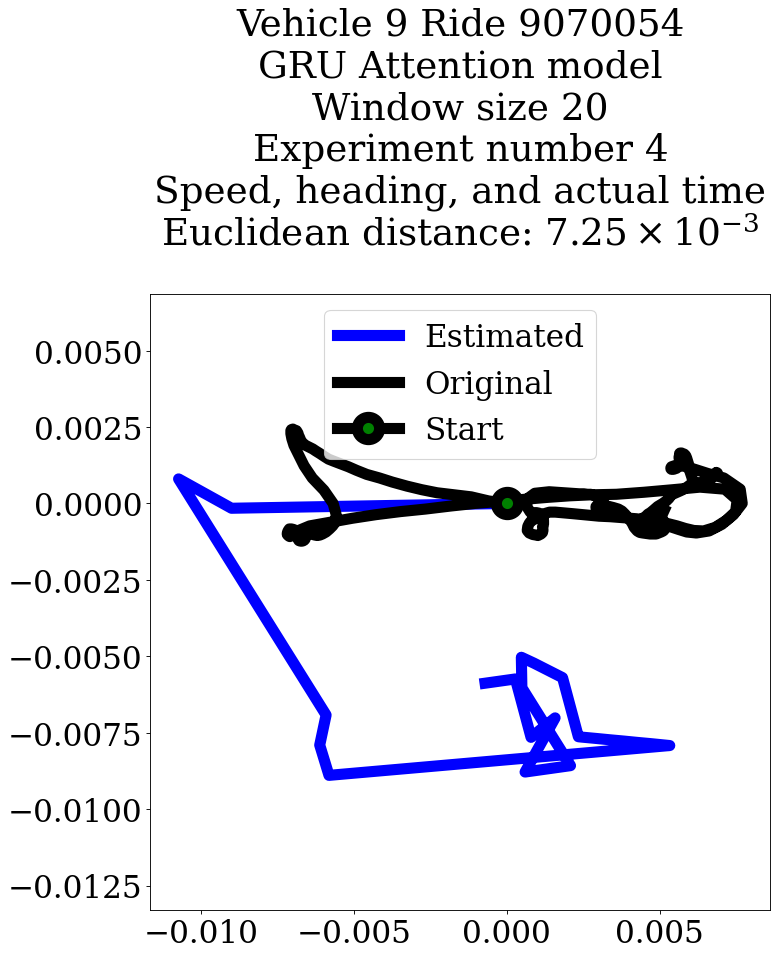 Vehicle 9 Ride 9070054
GRU Attention model
Window size 20
Experiment number 4
Speed, heading, and actual time
Euclidean distance: 7.25 × 10⁻³
Estimated
Original
Start
0.0050
0.0025
0.0000
−0.0025
−0.0050
−0.0075
−0.0100
−0.0125
−0.010 −0.005 0.000 0.005